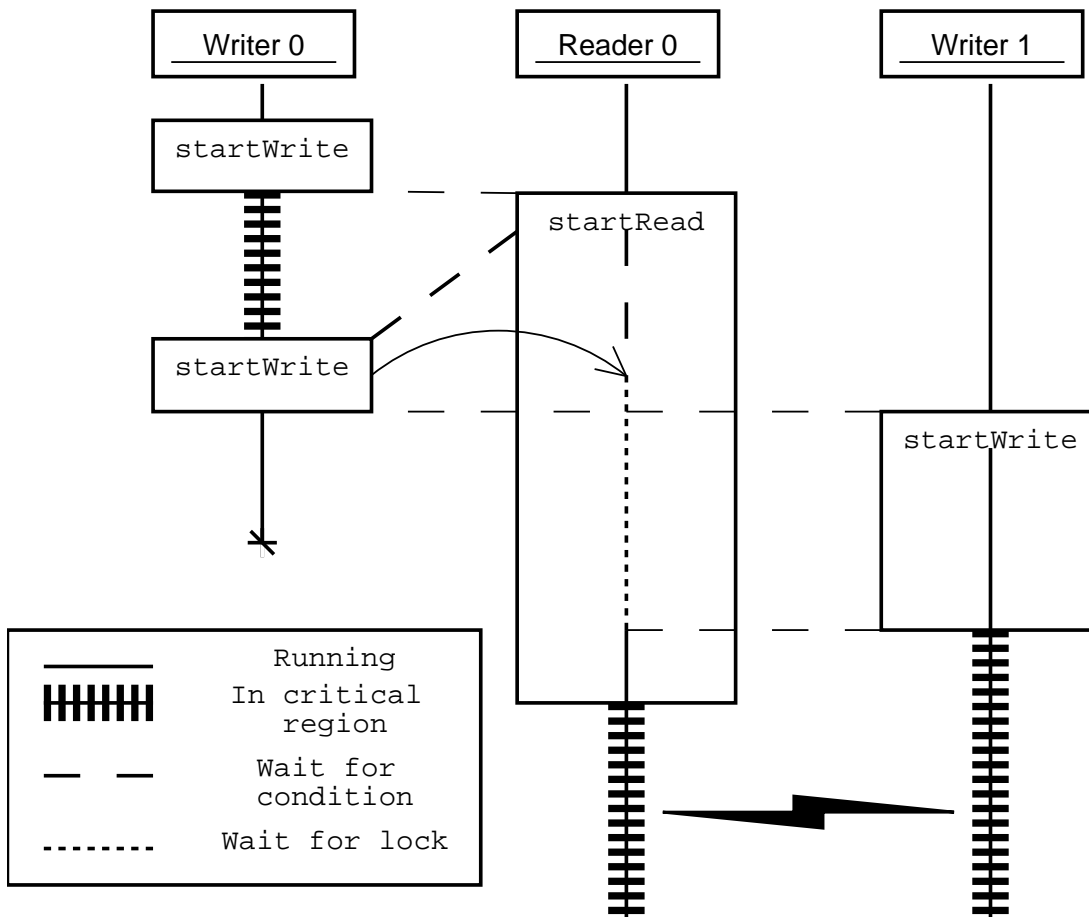 Writer 0
Reader 0
Writer 1
startWrite
startRead
startWrite
startWrite
Running
In critical
region
Wait for
condition
Wait for lock